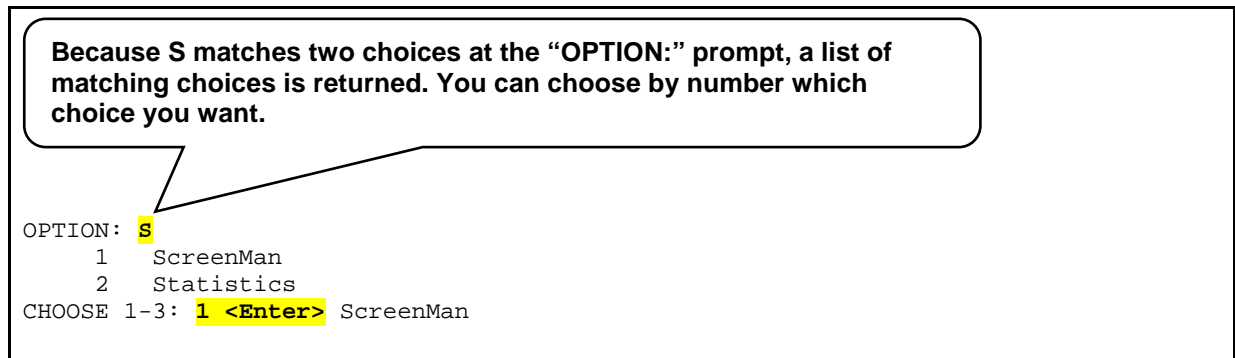 Because S matches two choices at the “OPTION:” prompt, a list of
matching choices is returned. You can choose by number which
choice you want.
OPTION: S
1 ScreenMan
2 Statistics
CHOOSE 1-3: 1 <Enter> ScreenMan